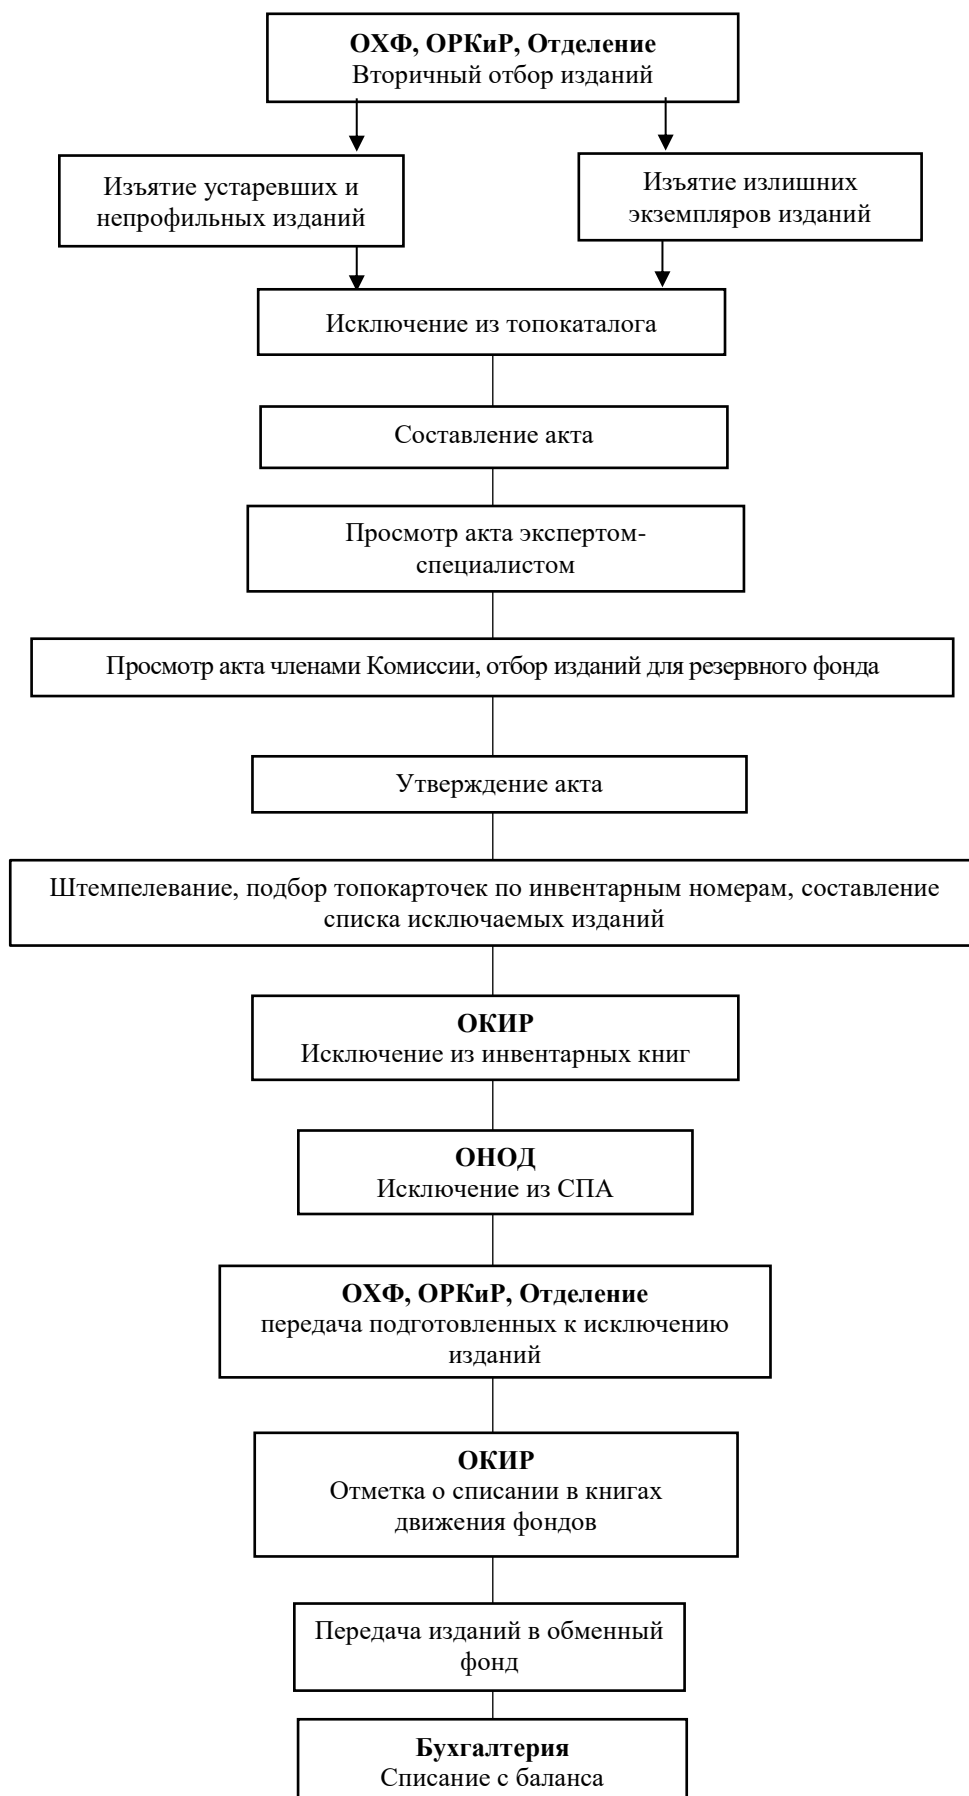 ОХФ, ОРКиР, Отделение
Вторичный отбор изданий
Изъятие устаревших и
непрофильных изданий
Изъятие излишних
экземпляров изданий
Исключение из топокаталога
Составление акта
Просмотр акта экспертом-
специалистом
Просмотр акта членами Комиссии, отбор изданий для резервного фонда
Утверждение акта
Штемпелевание, подбор топокарточек по инвентарным номерам, составление
списка исключаемых изданий
ОКИР
Исключение из инвентарных книг
ОНОД
Исключение из СПА
ОХФ, ОРКиР, Отделение
передача подготовленных к исключению
изданий
ОКИР
Отметка о списании в книгах
движения фондов
Передача изданий в обменный
фонд
Бухгалтерия
Списание с баланса